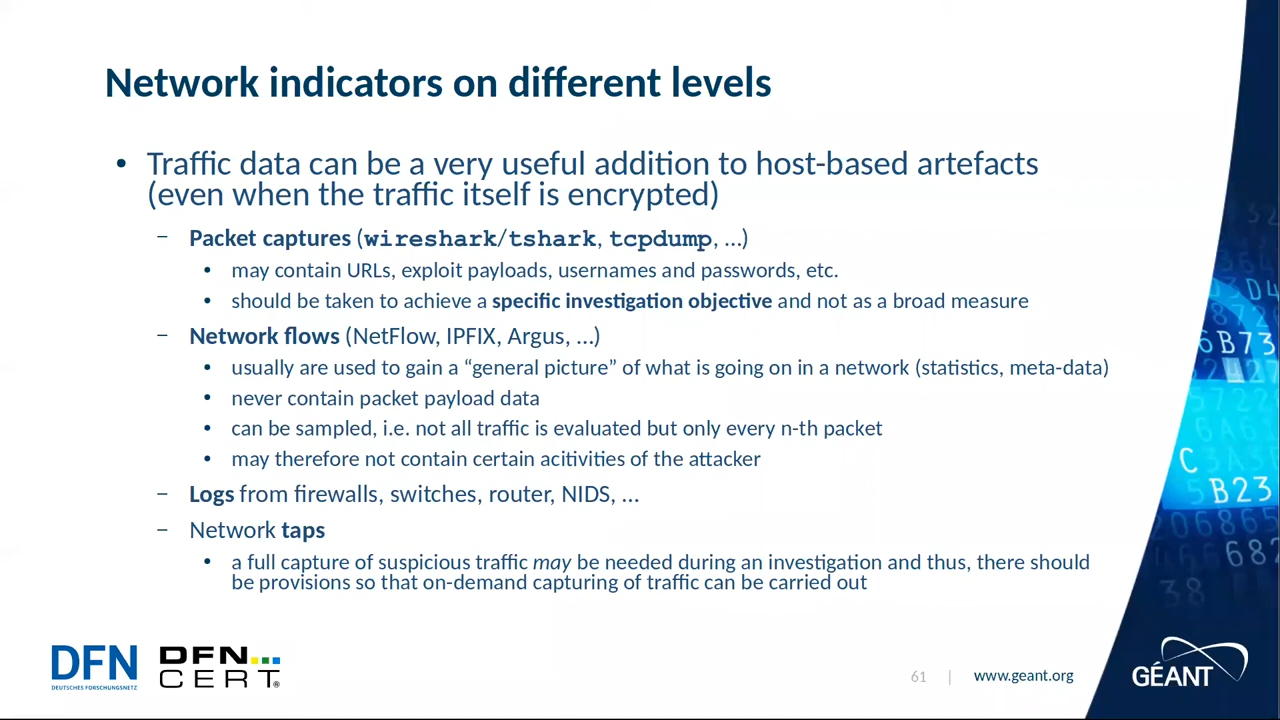 Network indicators on different levels
• Traffic data can be a very useful addition to host-based artefacts
(even when the traffic itself is encrypted)
– Packet captures (wireshark/tshark, tcpdump, ...)
• may contain URLs, exploit payloads, usernames and passwords, etc.
• should be taken to achieve a specific investigation objective and not as a broad measure
– Network flows (NetFlow, IPFIX, Argus, ...)
• usually are used to gain a “general picture” of what is going on in a network (statistics, meta-data)
• never contain packet payload data
• can be sampled, i.e. not all traffic is evaluated but only every n-th packet
• may therefore not contain certain acitivities of the attacker
– Logs from firewalls, switches, router, NIDS, ...
– Network taps
• a full capture of suspicious traffic may be needed during an investigation and thus, there should
be provisions so that on-demand capturing of traffic can be carried out
DFN
DEUTSCHES FORSCHUNGSNETZ
DFN
CERT®
61 | www.geant.org
GÉANT
6B73
C
B23
682